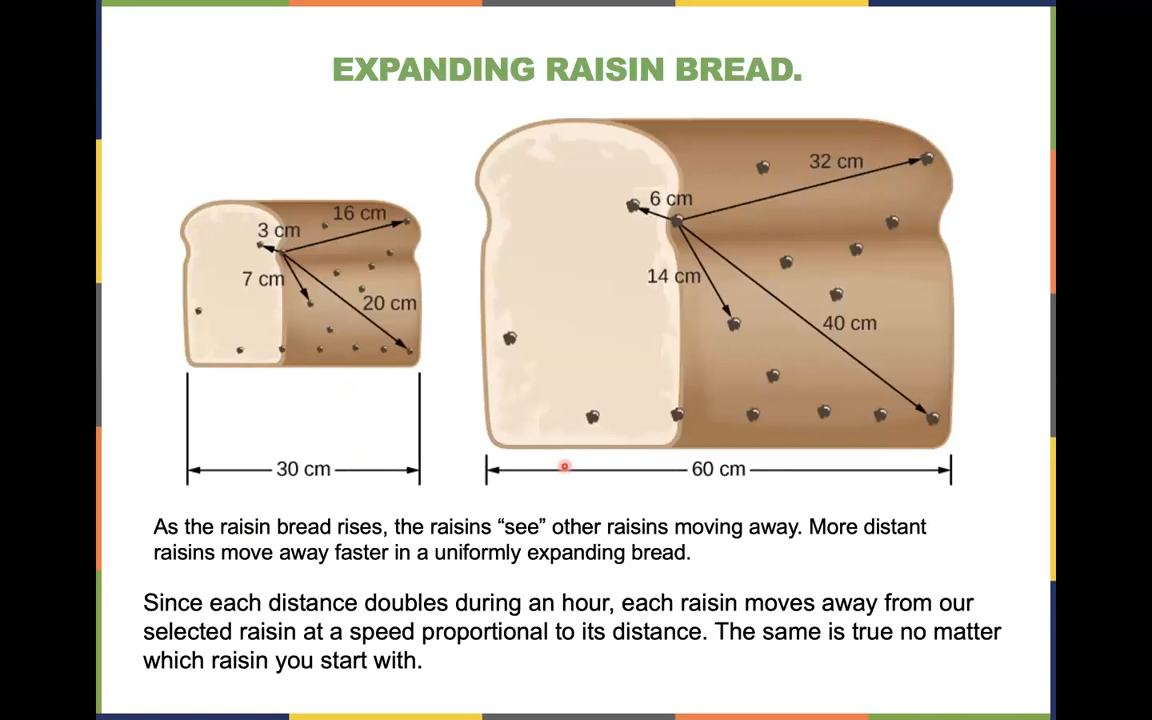 EXPANDING RAISIN BREAD.
16 cm
3 cm
7 cm
20 cm
30 cm
32 cm
6 cm
14 cm
40 cm
60 cm
As the raisin bread rises, the raisins “see” other raisins moving away. More distant
raisins move away faster in a uniformly expanding bread.
Since each distance doubles during an hour, each raisin moves away from our
selected raisin at a speed proportional to its distance. The same is true no matter
which raisin you start with.